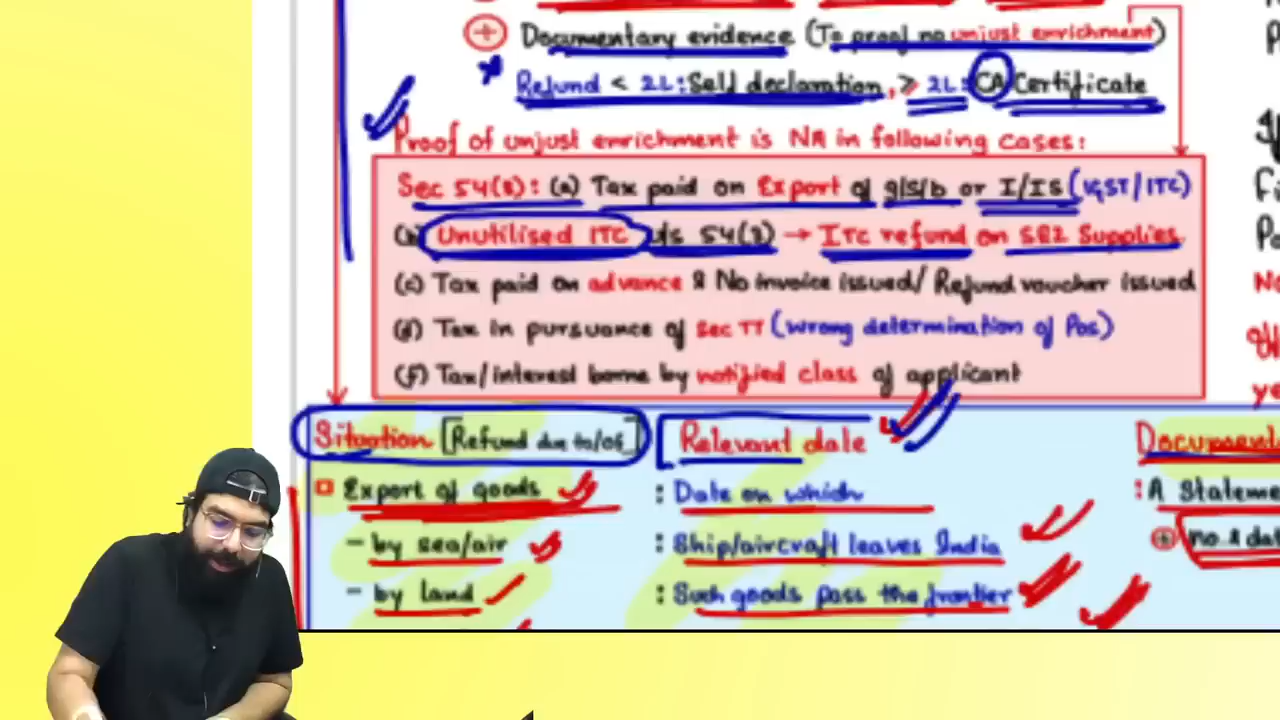 Documentary evidence (To proof no unjust enrichment)
* Refund < 2L: Self declaration, ≥ 2L: CA Certificate
Proof of unjust enrichment is NA in following cases:
Sec 54(8): (a) Tax paid on Export of g/s/b or I/IS (IGST/ITC)
(b) Unutilised ITC u/s 54(3) → ITC refund on SEZ Supplies
(c) Tax paid on advance & No invoice issued/ Refund voucher issued
(d) Tax in pursuance of Sec 77 (wrong determination of Pos)
(f) Tax/interest borne by notified class of applicant
Situation [Refund due to/of] Relevant date Document
Export of goods : Date on which : A Stateme
- by sea/air : Ship/aircraft leaves India no. & dat
- by land : Such goods pass the frontier